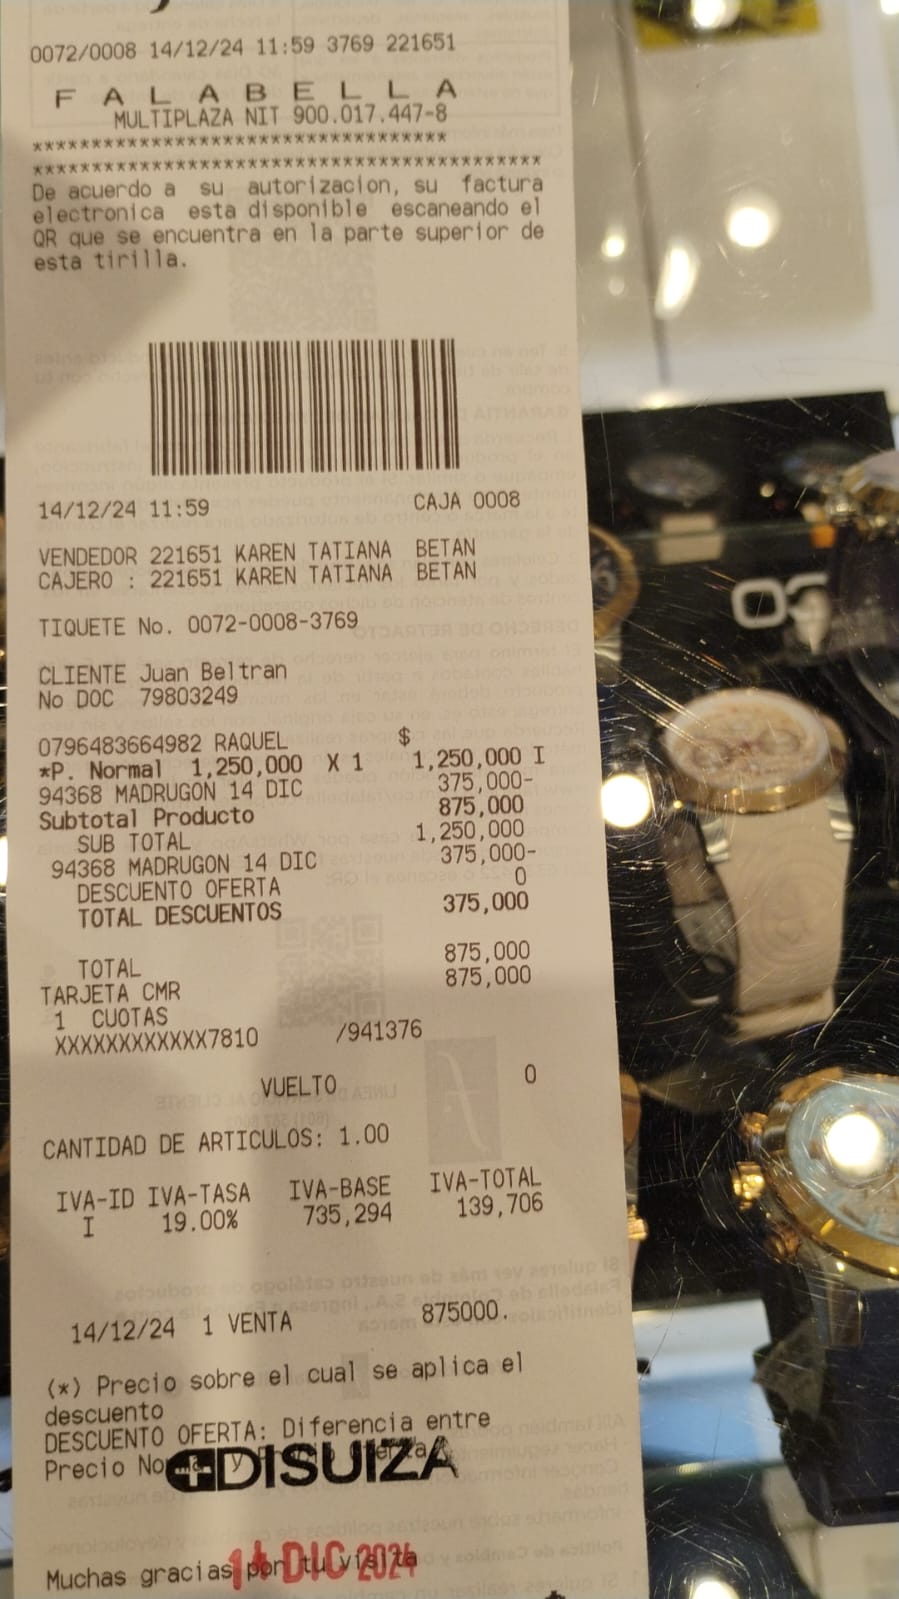 0072/0008 14/12/24 11:59 3769 221651
F A L A B E L L A
MULTIPLAZA NIT 900.017.447-8
************************************
******************************************
De acuerdo a su autorizacion, su factura
electronica esta disponible escaneando el
QR que se encuentra en la parte superior de
esta tirilla.
14/12/24 11:59 CAJA 0008
VENDEDOR 221651 KAREN TATIANA BETAN
CAJERO : 221651 KAREN TATIANA BETAN
TIQUETE No. 0072-0008-3769
CLIENTE Juan Beltran
No DOC 79803249
0796483664982 RAQUEL $
*P. Normal 1,250,000 X 1 1,250,000 I
94368 MADRUGON 14 DIC 375,000-
Subtotal Producto 875,000
SUB TOTAL 1,250,000
94368 MADRUGON 14 DIC 375,000-
DESCUENTO OFERTA 0
TOTAL DESCUENTOS 375,000
TOTAL 875,000
TARJETA CMR 875,000
1 CUOTAS
XXXXXXXXXXXX7810 /941376
VUELTO 0
CANTIDAD DE ARTICULOS: 1.00
IVA-ID IVA-TASA IVA-BASE IVA-TOTAL
I 19.00% 735,294 139,706
14/12/24 1 VENTA 875000.
(*) Precio sobre el cual se aplica el
descuento
DESCUENTO OFERTA: Diferencia entre
Precio y
DISUIZA
Muchas gracias por tu visita
14 DIC 2024